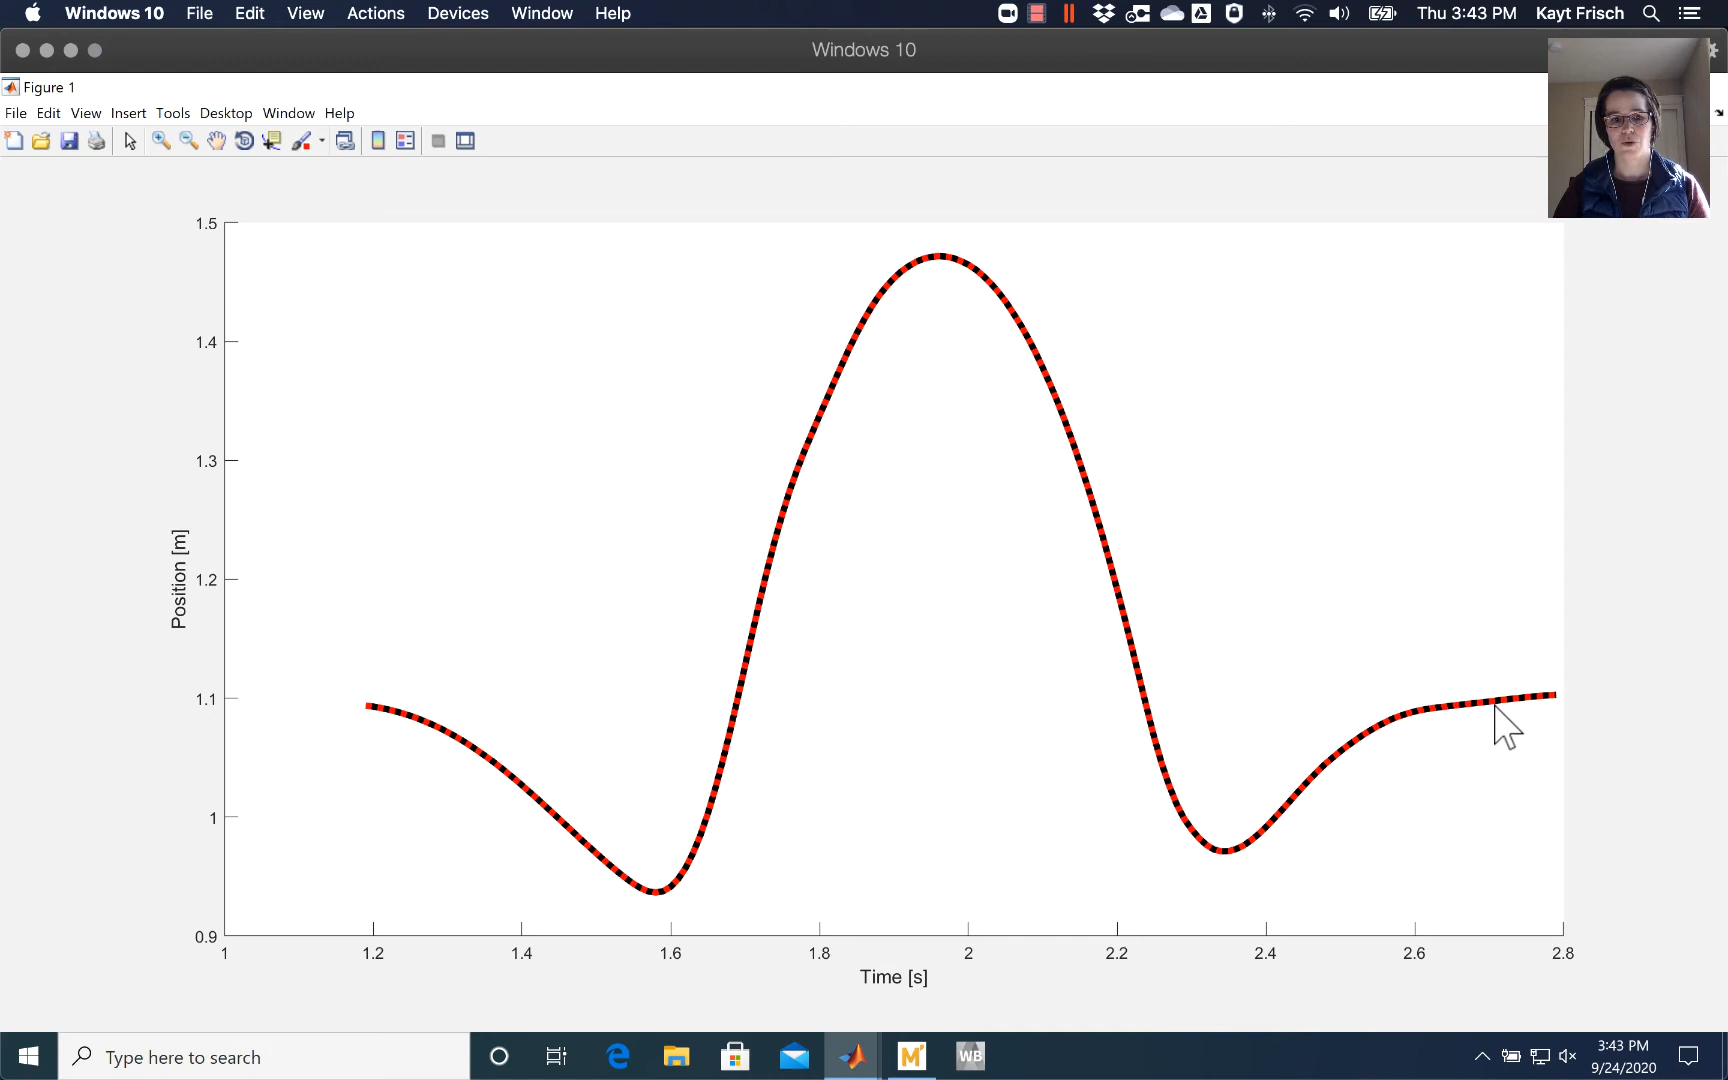 Windows 10 File Edit View Actions Devices Window Help Thu 3:43 PM Kayt Frisch
Windows 10
Figure 1
File Edit View Insert Tools Desktop Window Help
1.5
1.4
1.3
1.2
1.1
1
0.9
Position [m]
1 1.2 1.4 1.6 1.8 2 2.2 2.4 2.6 2.8
Time [s]
Type here to search
WB
3:43 PM
9/24/2020